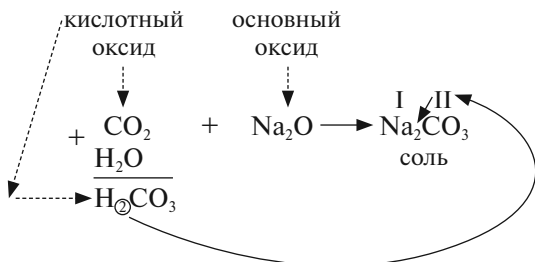 кислотный основный
оксид оксид
I II
+ CO₂ + Na₂O Na₂CO₃
H₂O соль
H₂CO₃